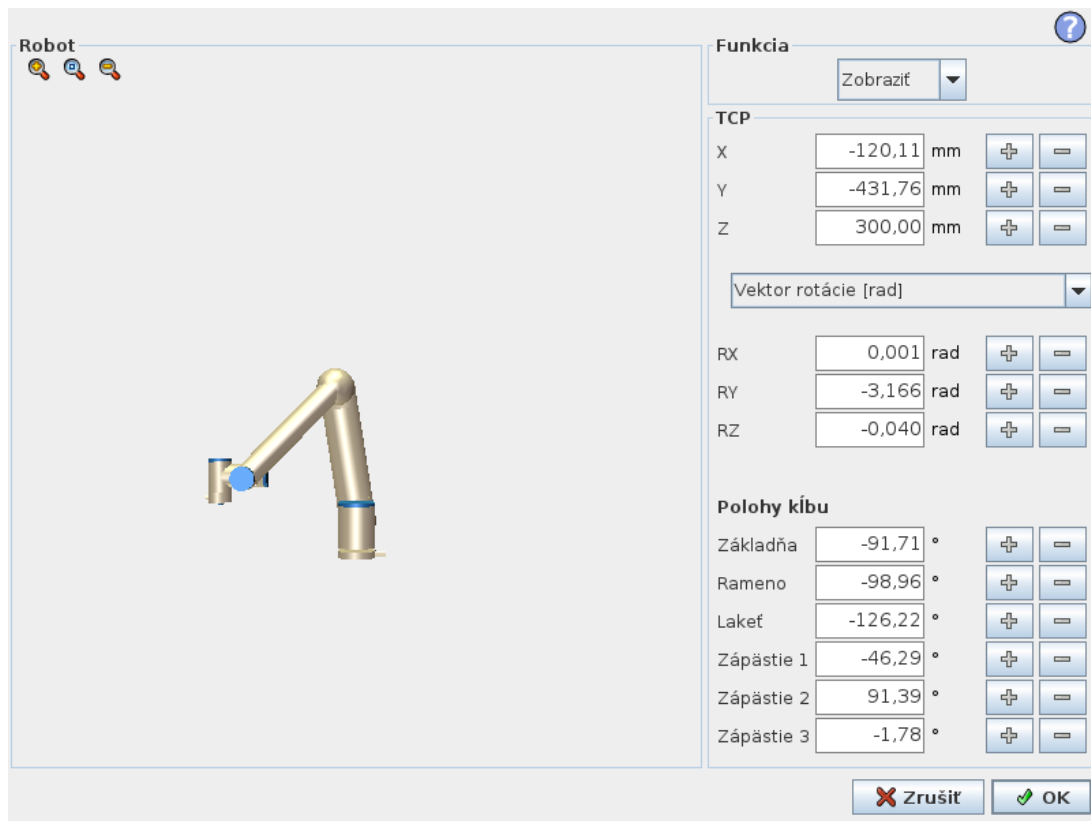 ?
Robot
Funkcia
Zobraziť
TCP
X -120,11 mm
Y -431,76 mm
Z 300,00 mm
Vektor rotácie [rad]
RX 0,001 rad
RY -3,166 rad
RZ -0,040 rad
Polohy kĺbu
Základňa -91,71 °
Rameno -98,96 °
Lakeť -126,22 °
Zápästie 1 -46,29 °
Zápästie 2 91,39 °
Zápästie 3 -1,78 °
Zrušiť OK